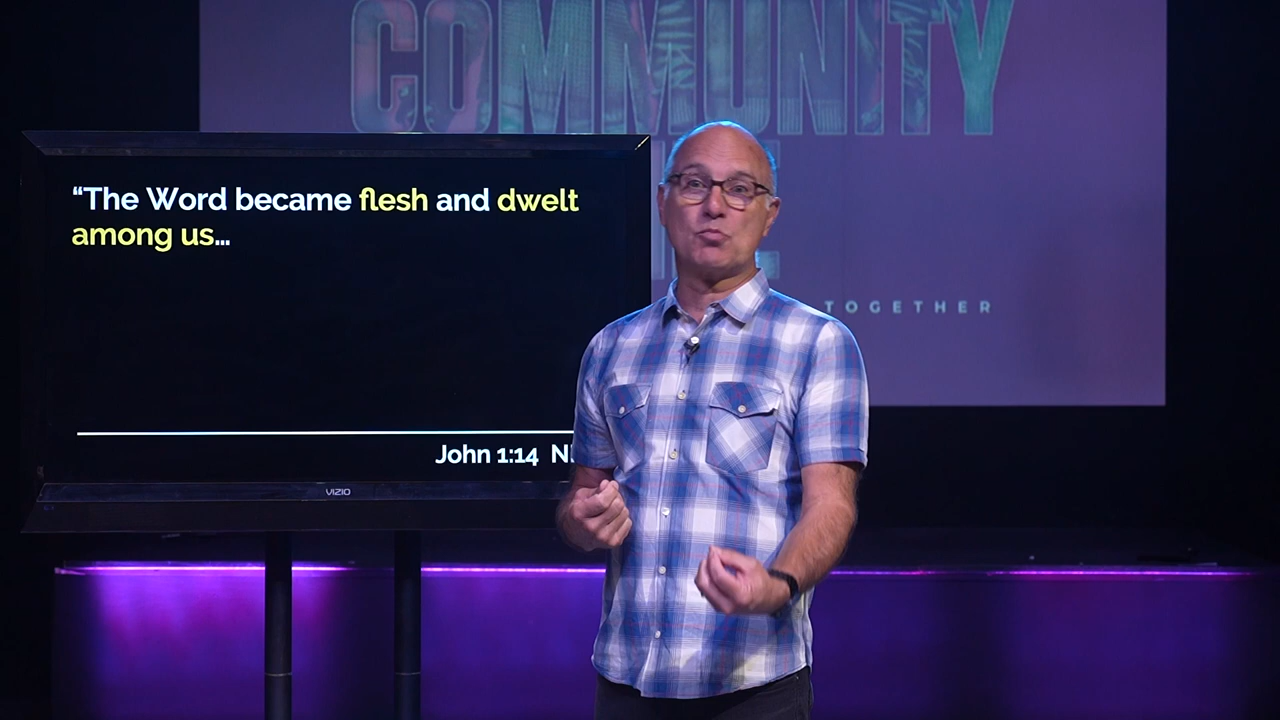 COMMUNITY
TOGETHER
“The Word became flesh and dwelt
among us…
John 1:14
VIZIO